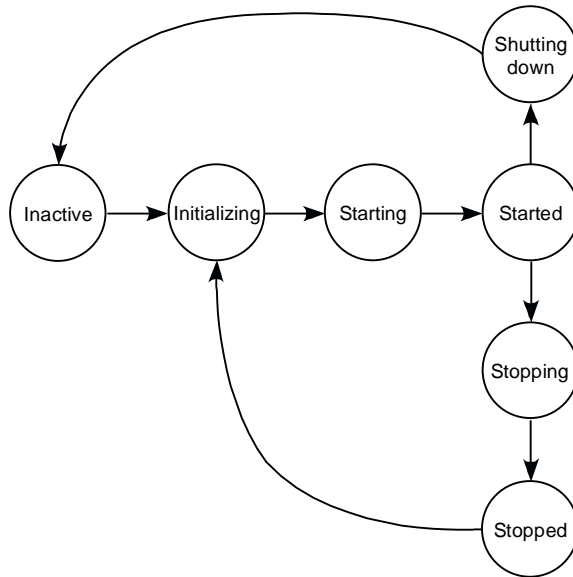 Shutting
down
Inactive
Initializing
Starting
Started
Stopping
Stopped